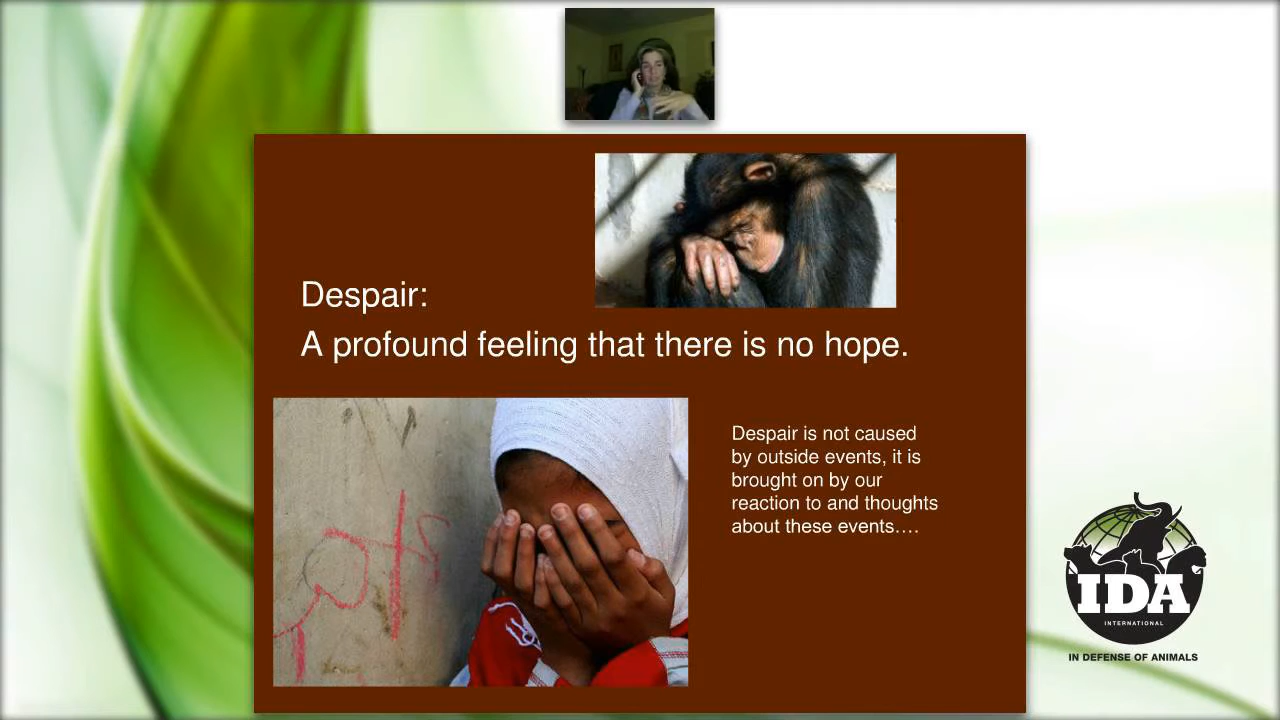 Despair:
A profound feeling that there is no hope.
Despair is not caused
by outside events, it is
brought on by our
reaction to and thoughts
about these events….
IDA
INTERNATIONAL
IN DEFENSE OF ANIMALS